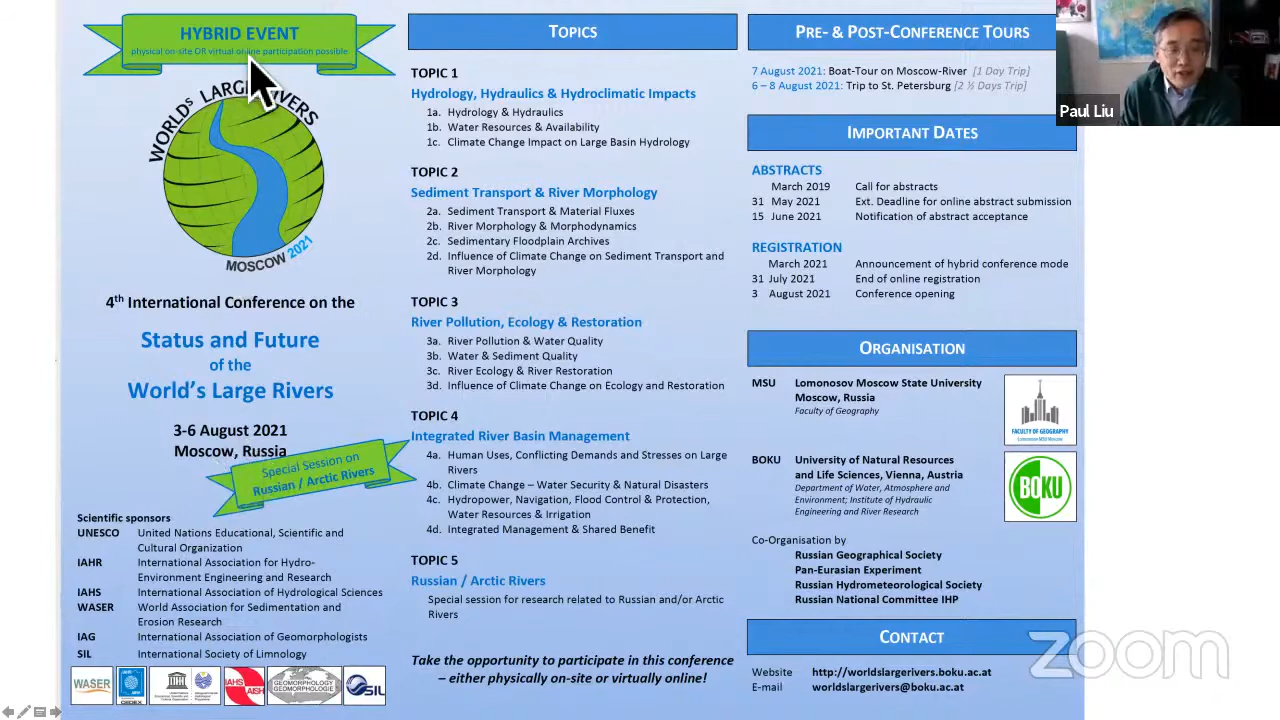 HYBRID EVENT
physical on-site OR virtual online participation possible
WORLDS LARGE RIVERS
MOSCOW 2021
4th International Conference on the
Status and Future
of the
World's Large Rivers
3-6 August 2021
Moscow, Russia
Special Session on
Russian / Arctic Rivers
Scientific sponsors
UNESCO United Nations Educational, Scientific and
Cultural Organization
IAHR International Association for Hydro-
Environment Engineering and Research
IAHS International Association of Hydrological Sciences
WASER World Association for Sedimentation and
Erosion Research
IAG International Association of Geomorphologists
SIL International Society of Limnology
WASER
CEDEX
IAHS
AISH
GEOMORPHOLOGY
GEOMORPHOLOGIE
SIL
TOPICS
TOPIC 1
Hydrology, Hydraulics & Hydroclimatic Impacts
1a. Hydrology & Hydraulics
1b. Water Resources & Availability
1c. Climate Change Impact on Large Basin Hydrology
TOPIC 2
Sediment Transport & River Morphology
2a. Sediment Transport & Material Fluxes
2b. River Morphology & Morphodynamics
2c. Sedimentary Floodplain Archives
2d. Influence of Climate Change on Sediment Transport and
River Morphology
TOPIC 3
River Pollution, Ecology & Restoration
3a. River Pollution & Water Quality
3b. Water & Sediment Quality
3c. River Ecology & River Restoration
3d. Influence of Climate Change on Ecology and Restoration
TOPIC 4
Integrated River Basin Management
4a. Human Uses, Conflicting Demands and Stresses on Large
Rivers
4b. Climate Change – Water Security & Natural Disasters
4c. Hydropower, Navigation, Flood Control & Protection,
Water Resources & Irrigation
4d. Integrated Management & Shared Benefit
TOPIC 5
Russian / Arctic Rivers
Special session for research related to Russian and/or Arctic
Rivers
Take the opportunity to participate in this conference
– either physically on-site or virtually online!
PRE- & POST-CONFERENCE TOURS
7 August 2021: Boat-Tour on Moscow-River [1 Day Trip]
6 – 8 August 2021: Trip to St. Petersburg [2 ½ Days Trip]
IMPORTANT DATES
ABSTRACTS
March 2019 Call for abstracts
31 May 2021 Ext. Deadline for online abstract submission
15 June 2021 Notification of abstract acceptance
REGISTRATION
March 2021 Announcement of hybrid conference mode
31 July 2021 End of online registration
3 August 2021 Conference opening
ORGANISATION
MSU Lomonosov Moscow State University
Moscow, Russia
Faculty of Geography
FACULTY OF GEOGRAPHY
Lomonosov MSU Moscow
BOKU University of Natural Resources
and Life Sciences, Vienna, Austria
Department of Water, Atmosphere and
Environment; Institute of Hydraulic
Engineering and River Research
BOKU
Co-Organisation by
Russian Geographical Society
Pan-Eurasian Experiment
Russian Hydrometeorological Society
Russian National Committee IHP
CONTACT
Website http://worldslargerivers.boku.ac.at
E-mail worldslargerivers@boku.ac.at
Paul Liu
zoom